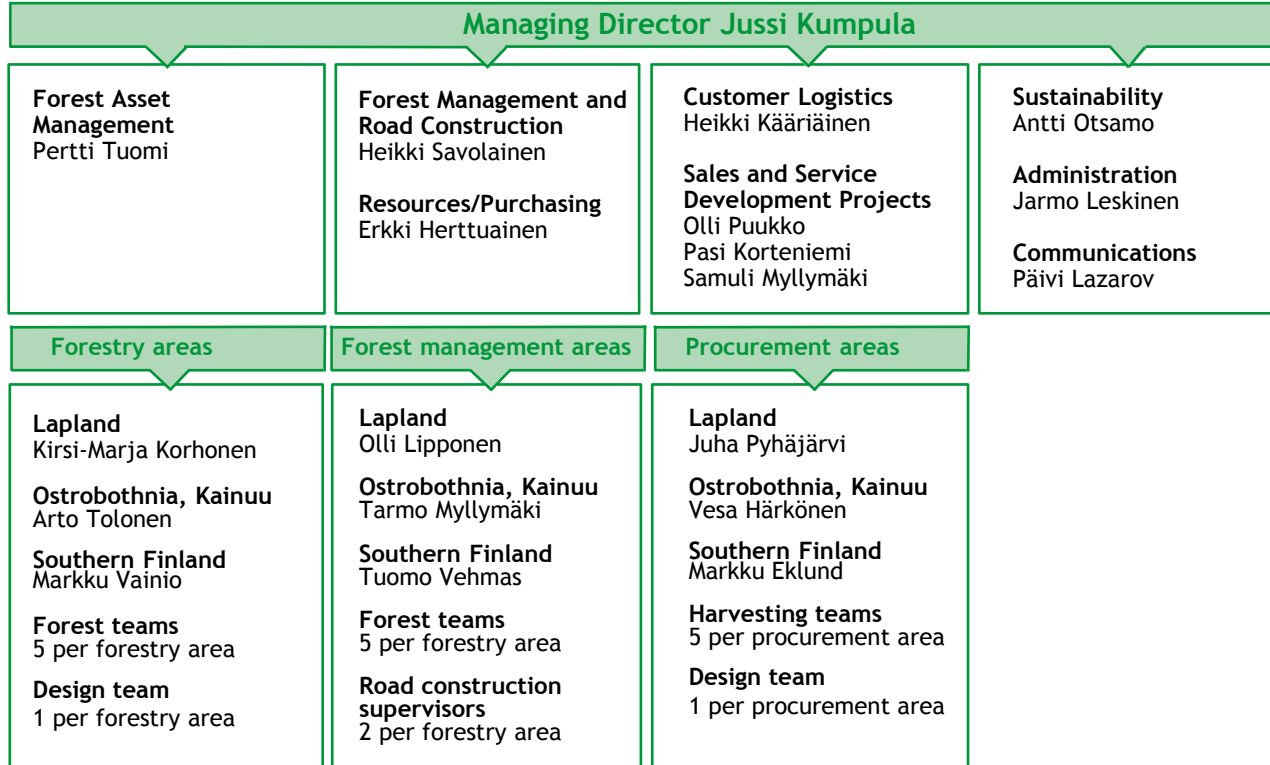 Managing Director Jussi Kumpula
Forest Asset
Management
Pertti Tuomi
Forest Management and
Road Construction
Heikki Savolainen
Resources/Purchasing
Erkki Herttuainen
Customer Logistics
Heikki Kääriäinen
Sales and Service
Development Projects
Olli Puukko
Pasi Korteniemi
Samuli Myllymäki
Sustainability
Antti Otsamo
Administration
Jarmo Leskinen
Communications
Päivi Lazarov
Forestry areas
Lapland
Kirsi-Marja Korhonen
Ostrobothnia, Kainuu
Arto Tolonen
Southern Finland
Markku Vainio
Forest teams
5 per forestry area
Design team
1 per forestry area
Forest management areas
Lapland
Olli Lipponen
Ostrobothnia, Kainuu
Tarmo Myllymäki
Southern Finland
Tuomo Vehmas
Forest teams
5 per forestry area
Road construction
supervisors
2 per forestry area
Procurement areas
Lapland
Juha Pyhäjärvi
Ostrobothnia, Kainuu
Vesa Härkönen
Southern Finland
Markku Eklund
Harvesting teams
5 per procurement area
Design team
1 per procurement area